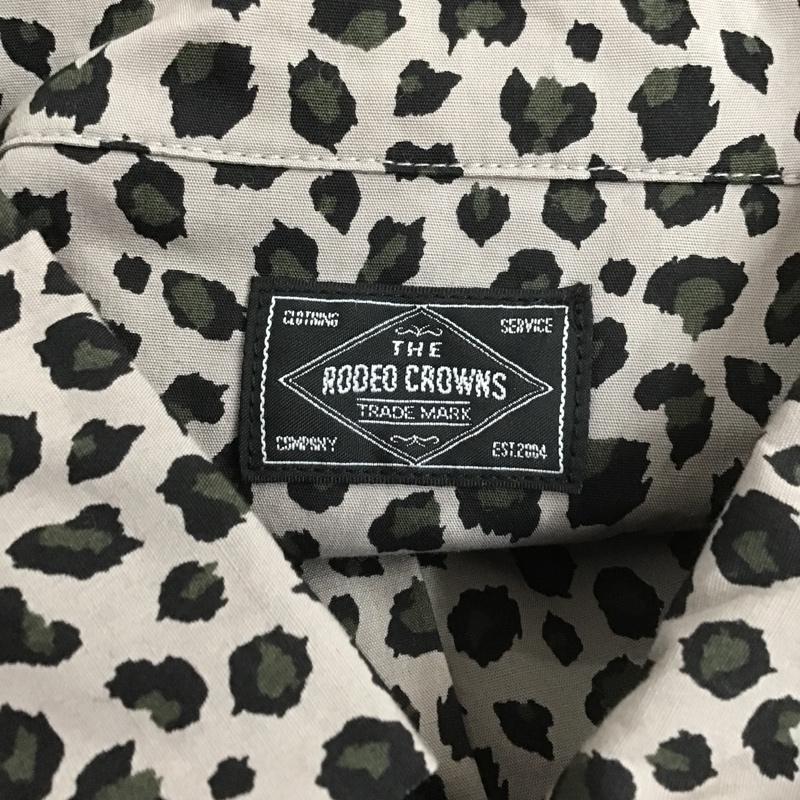 CLOTHING
SERVICE
THE
RODEO CROWNS
TRADE MARK
COMPANY
EST.2004